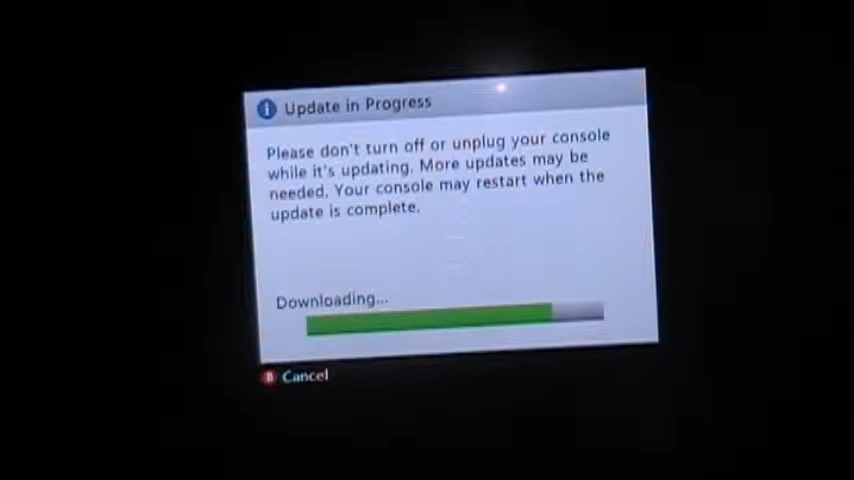 Update in Progress
Please don't turn off or unplug your console
while it's updating. More updates may be
needed. Your console may restart when the
update is complete.
Downloading...
B Cancel